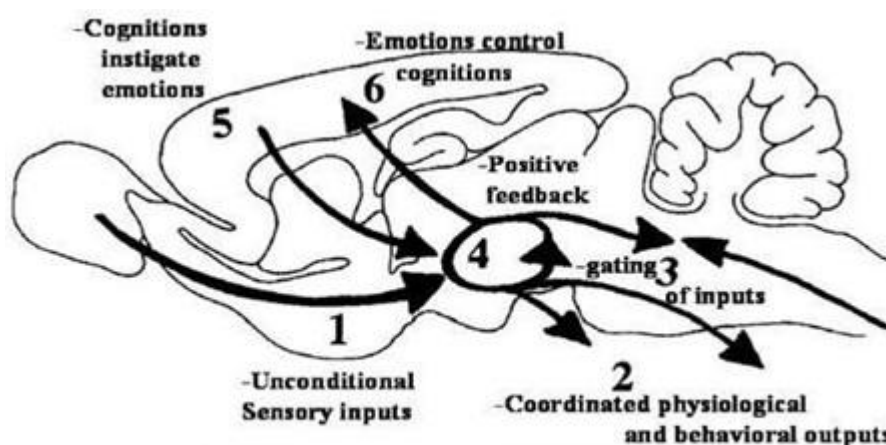 -Cognitions
instigate
emotions
-Emotions control
cognitions
6
5
-Positive
feedback
4
-gating 3
of inputs
1
-Unconditional
Sensory inputs
2
-Coordinated physiological
and behavioral outputs